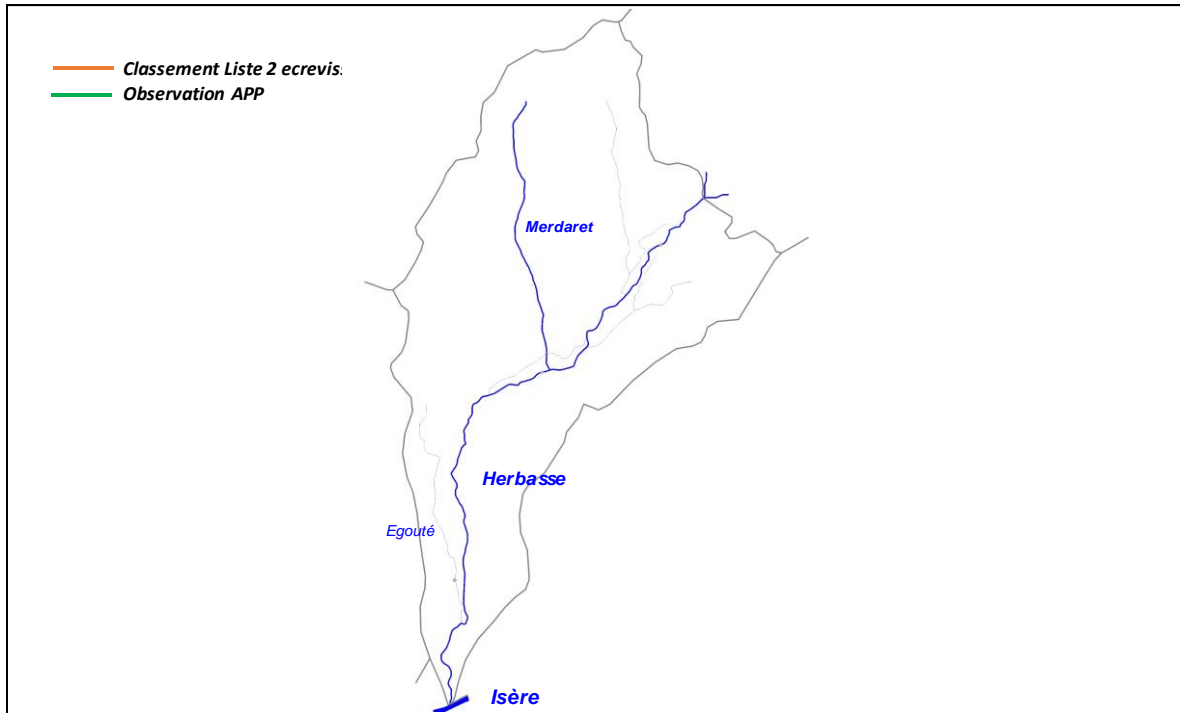 Classement Liste 2 ecrevis
Observation APP
Merdaret
Herbasse
Egouté
Isère